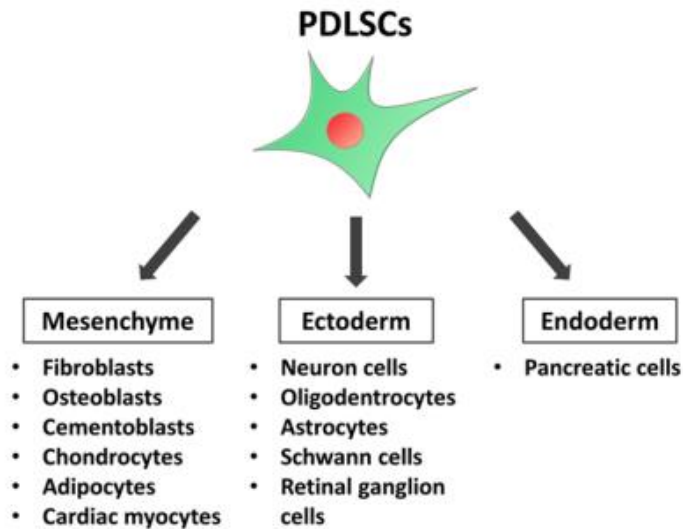 PDLSCs
Mesenchyme
• Fibroblasts
• Osteoblasts
• Cementoblasts
• Chondrocytes
• Adipocytes
• Cardiac myocytes
Ectoderm
• Neuron cells
• Oligodentrocytes
• Astrocytes
• Schwann cells
• Retinal ganglion
cells
Endoderm
• Pancreatic cells